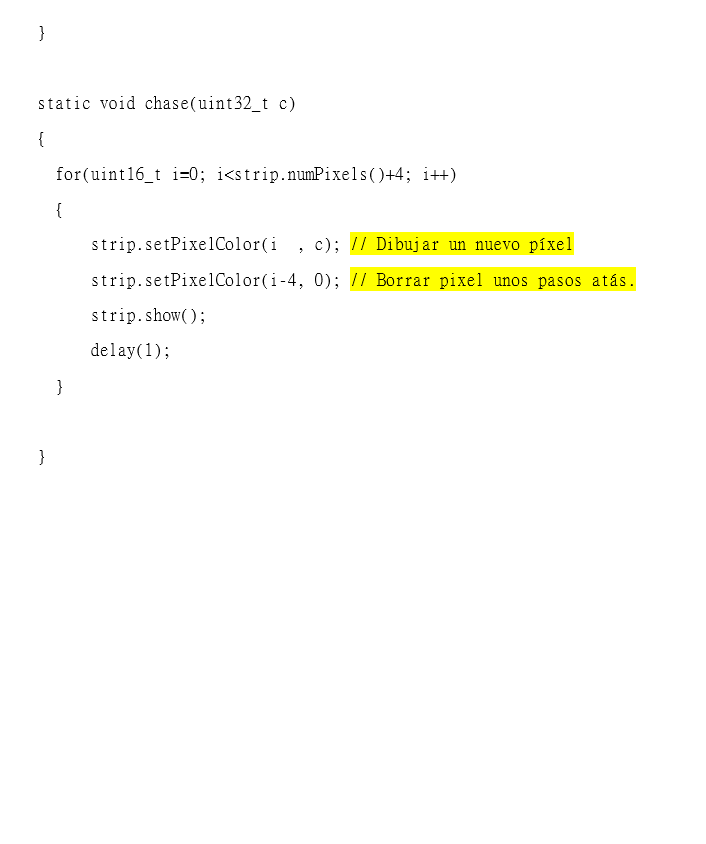 }
static void chase(uint32_t c)
{
for(uint16_t i=0; i<strip.numPixels()+4; i++)
{
strip.setPixelColor(i  , c); // Dibujar un nuevo píxel
strip.setPixelColor(i-4, 0); // Borrar pixel unos pasos atás.
strip.show();
delay(1);
}
}